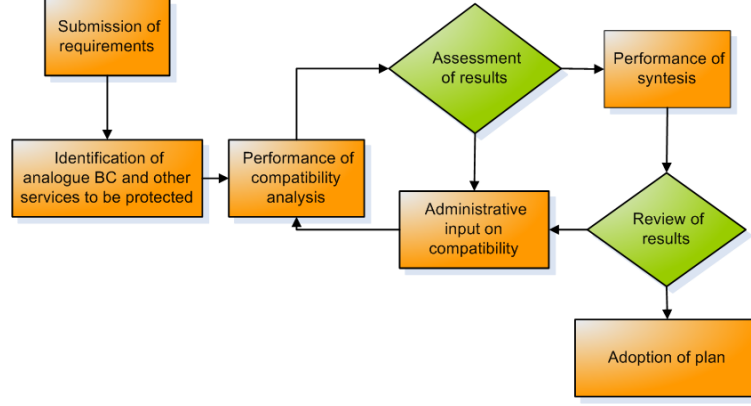 Submission of
requirements
Identification of
analogue BC and other
services to be protected
Performance of
compatibility
analysis
Assessment
of results
Performance of
syntesis
Administrative
input on
compatibility
Review of
results
Adoption of plan